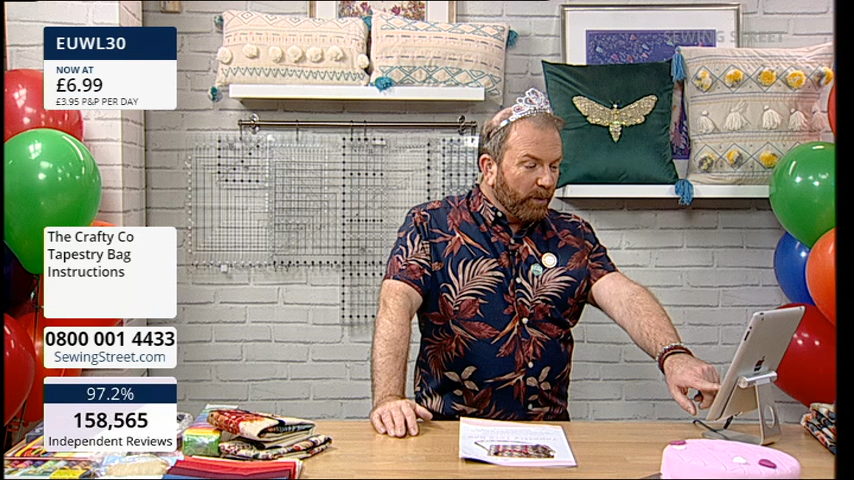 EUWL30
NOW AT
£6.99
£3.95 P&P PER DAY
The Crafty Co
Tapestry Bag
Instructions
0800 001 4433
SewingStreet.com
97.2%
158,565
Independent Reviews
SEWING STREET